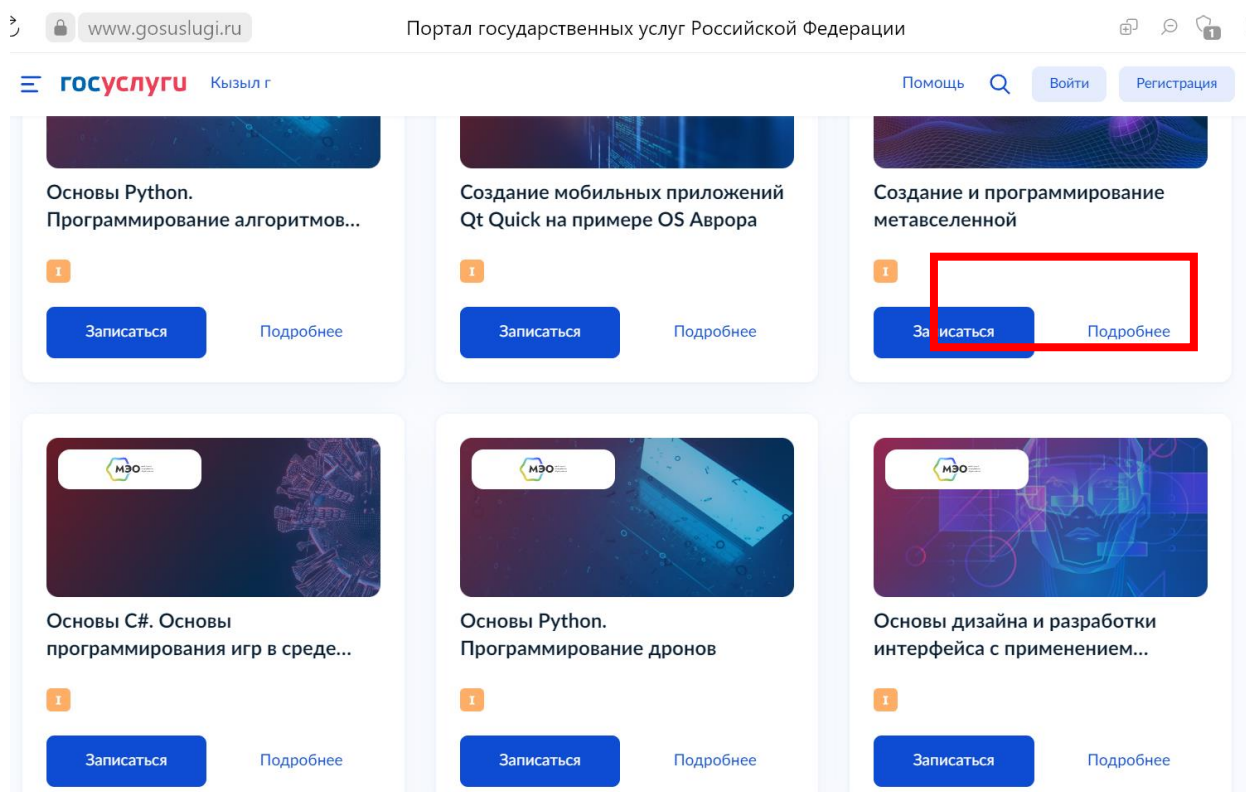 www.gosuslugi.ru Портал государственных услуг Российской Федерации 1
госуслуги Кызыл г Помощь Войти Регистрация
Основы Python.
Программирование алгоритмов...
I
Записаться Подробнее
Создание мобильных приложений
Qt Quick на примере OS Аврора
I
Записаться Подробнее
Создание и программирование
метавселенной
I
Записаться Подробнее
МЭО
Основы C#. Основы
программирования игр в среде...
I
Записаться Подробнее
МЭО
Основы Python.
Программирование дронов
I
Записаться Подробнее
МЭО
Основы дизайна и разработки
интерфейса с применением...
I
Записаться Подробнее